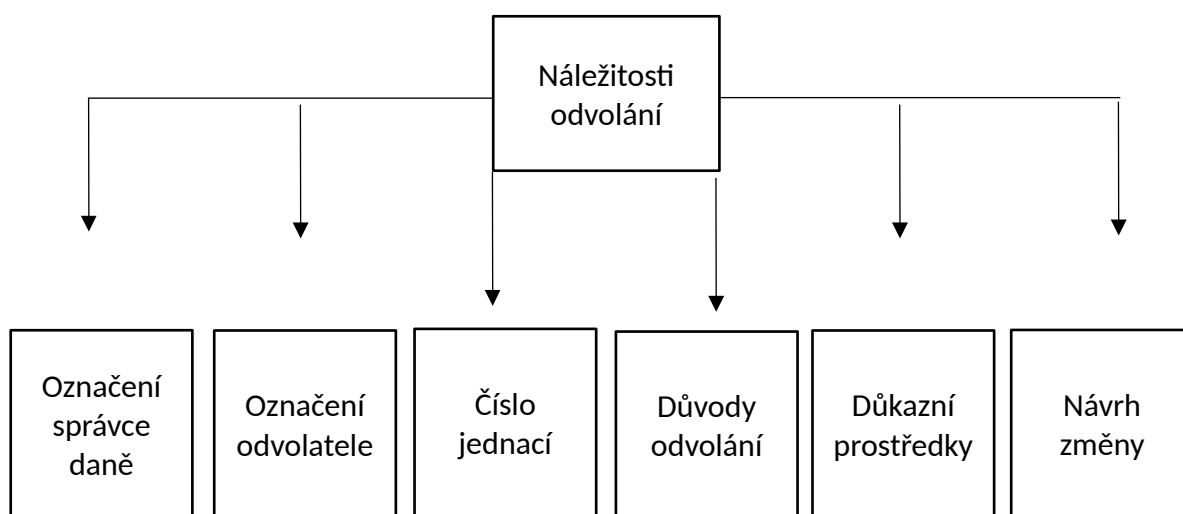 Náležitosti
odvolání
Označení
správce
daně
Označení
odvolatele
Číslo
jednací
Důvody
odvolání
Důkazní
prostředky
Návrh
změny